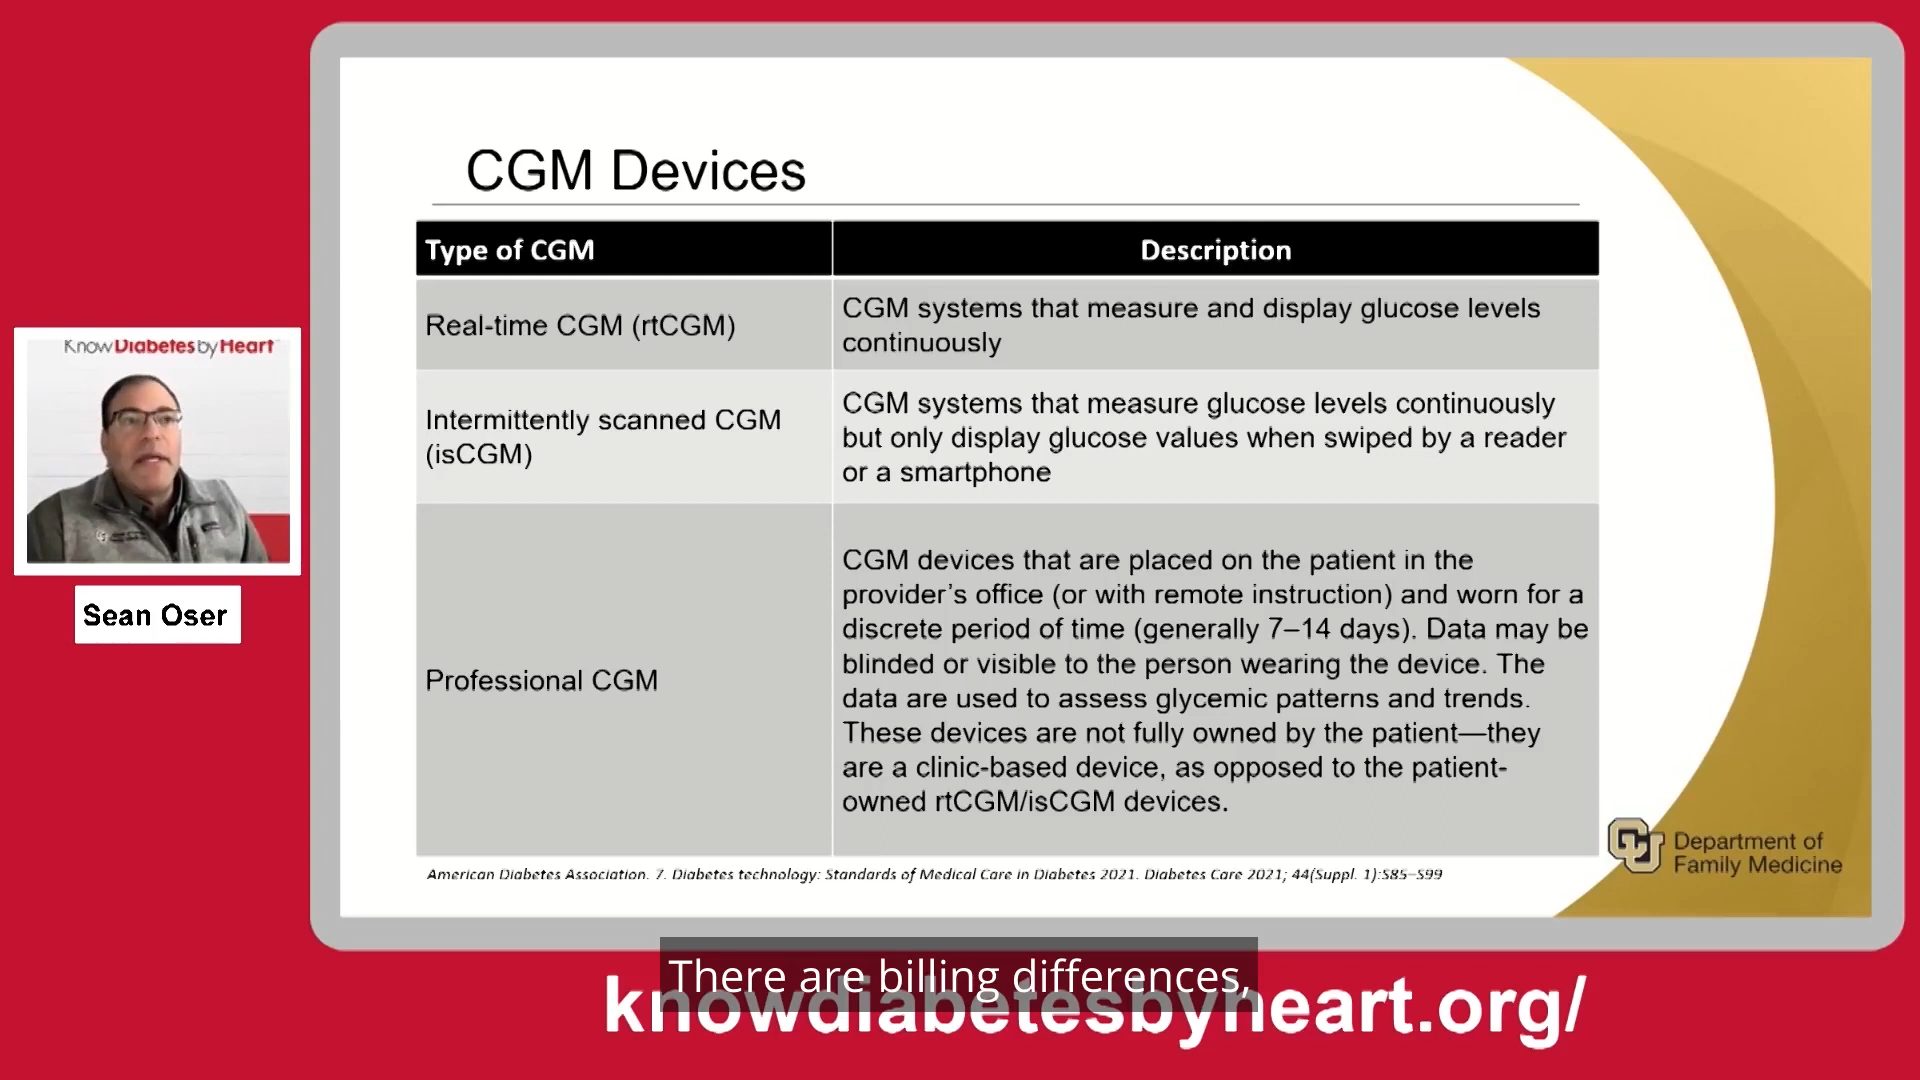 KnowDiabetesbyHeart
Sean Oser
CGM Devices
Type of CGM
Description
Real-time CGM (rtCGM)
CGM systems that measure and display glucose levels
continuously
Intermittently scanned CGM
(isCGM)
CGM systems that measure glucose levels continuously
but only display glucose values when swiped by a reader
or a smartphone
Professional CGM
CGM devices that are placed on the patient in the
provider’s office (or with remote instruction) and worn for a
discrete period of time (generally 7–14 days). Data may be
blinded or visible to the person wearing the device. The
data are used to assess glycemic patterns and trends.
These devices are not fully owned by the patient—they
are a clinic-based device, as opposed to the patient-
owned rtCGM/isCGM devices.
American Diabetes Association. 7. Diabetes technology: Standards of Medical Care in Diabetes 2021. Diabetes Care 2021; 44(Suppl. 1):S85–S99
CU
Department of
Family Medicine
There are billing differences,
knowdiabetesbyheart.org/